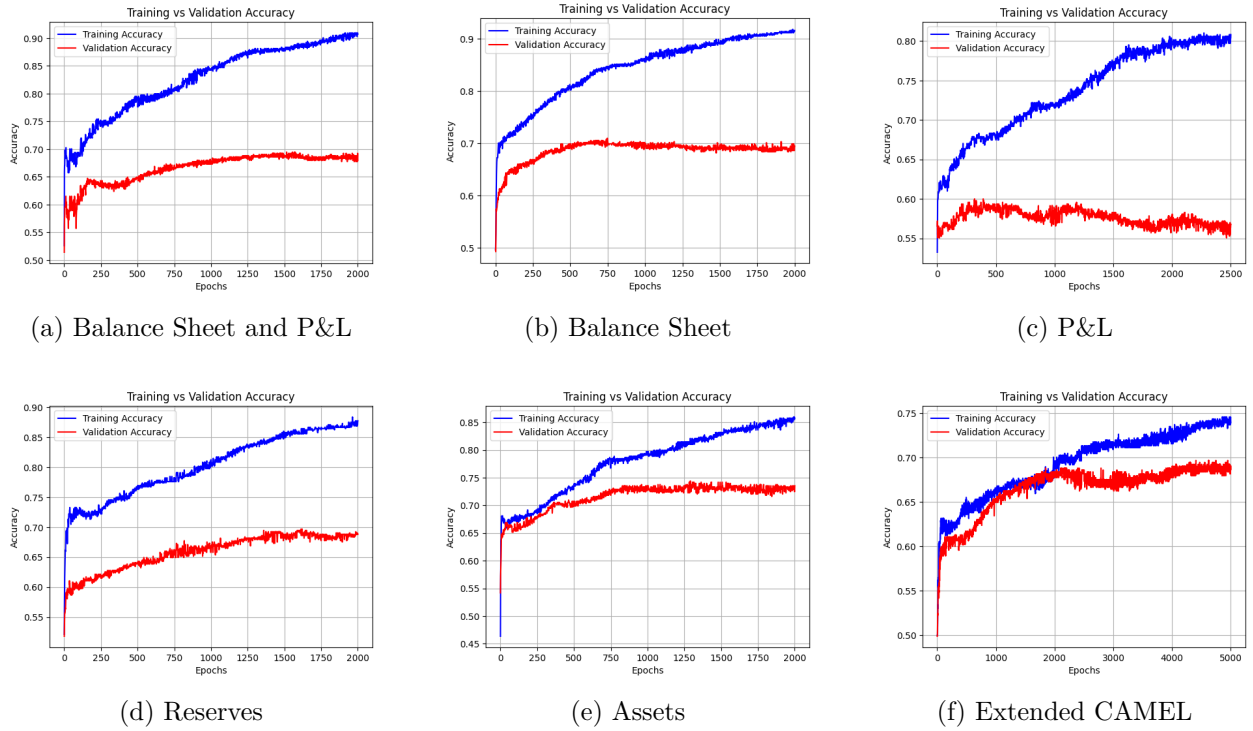 Training vs Validation Accuracy
Training Accuracy
Validation Accuracy
Accuracy
0.90
0.85
0.80
0.75
0.70
0.65
0.60
0.55
0.50
0 250 500 750 1000 1250 1500 1750 2000
Epochs
(a) Balance Sheet and P&L
Training vs Validation Accuracy
Training Accuracy
Validation Accuracy
Accuracy
0.9
0.8
0.7
0.6
0.5
0 250 500 750 1000 1250 1500 1750 2000
Epochs
(b) Balance Sheet
Training vs Validation Accuracy
Training Accuracy
Validation Accuracy
Accuracy
0.80
0.75
0.70
0.65
0.60
0.55
0 500 1000 1500 2000 2500
Epochs
(c) P&L
Training vs Validation Accuracy
Training Accuracy
Validation Accuracy
Accuracy
0.90
0.85
0.80
0.75
0.70
0.65
0.60
0.55
0 250 500 750 1000 1250 1500 1750 2000
Epochs
(d) Reserves
Training vs Validation Accuracy
Training Accuracy
Validation Accuracy
Accuracy
0.85
0.80
0.75
0.70
0.65
0.60
0.55
0.50
0.45
0 250 500 750 1000 1250 1500 1750 2000
Epochs
(e) Assets
Training vs Validation Accuracy
Training Accuracy
Validation Accuracy
Accuracy
0.75
0.70
0.65
0.60
0.55
0.50
0 1000 2000 3000 4000 5000
Epochs
(f) Extended CAMEL